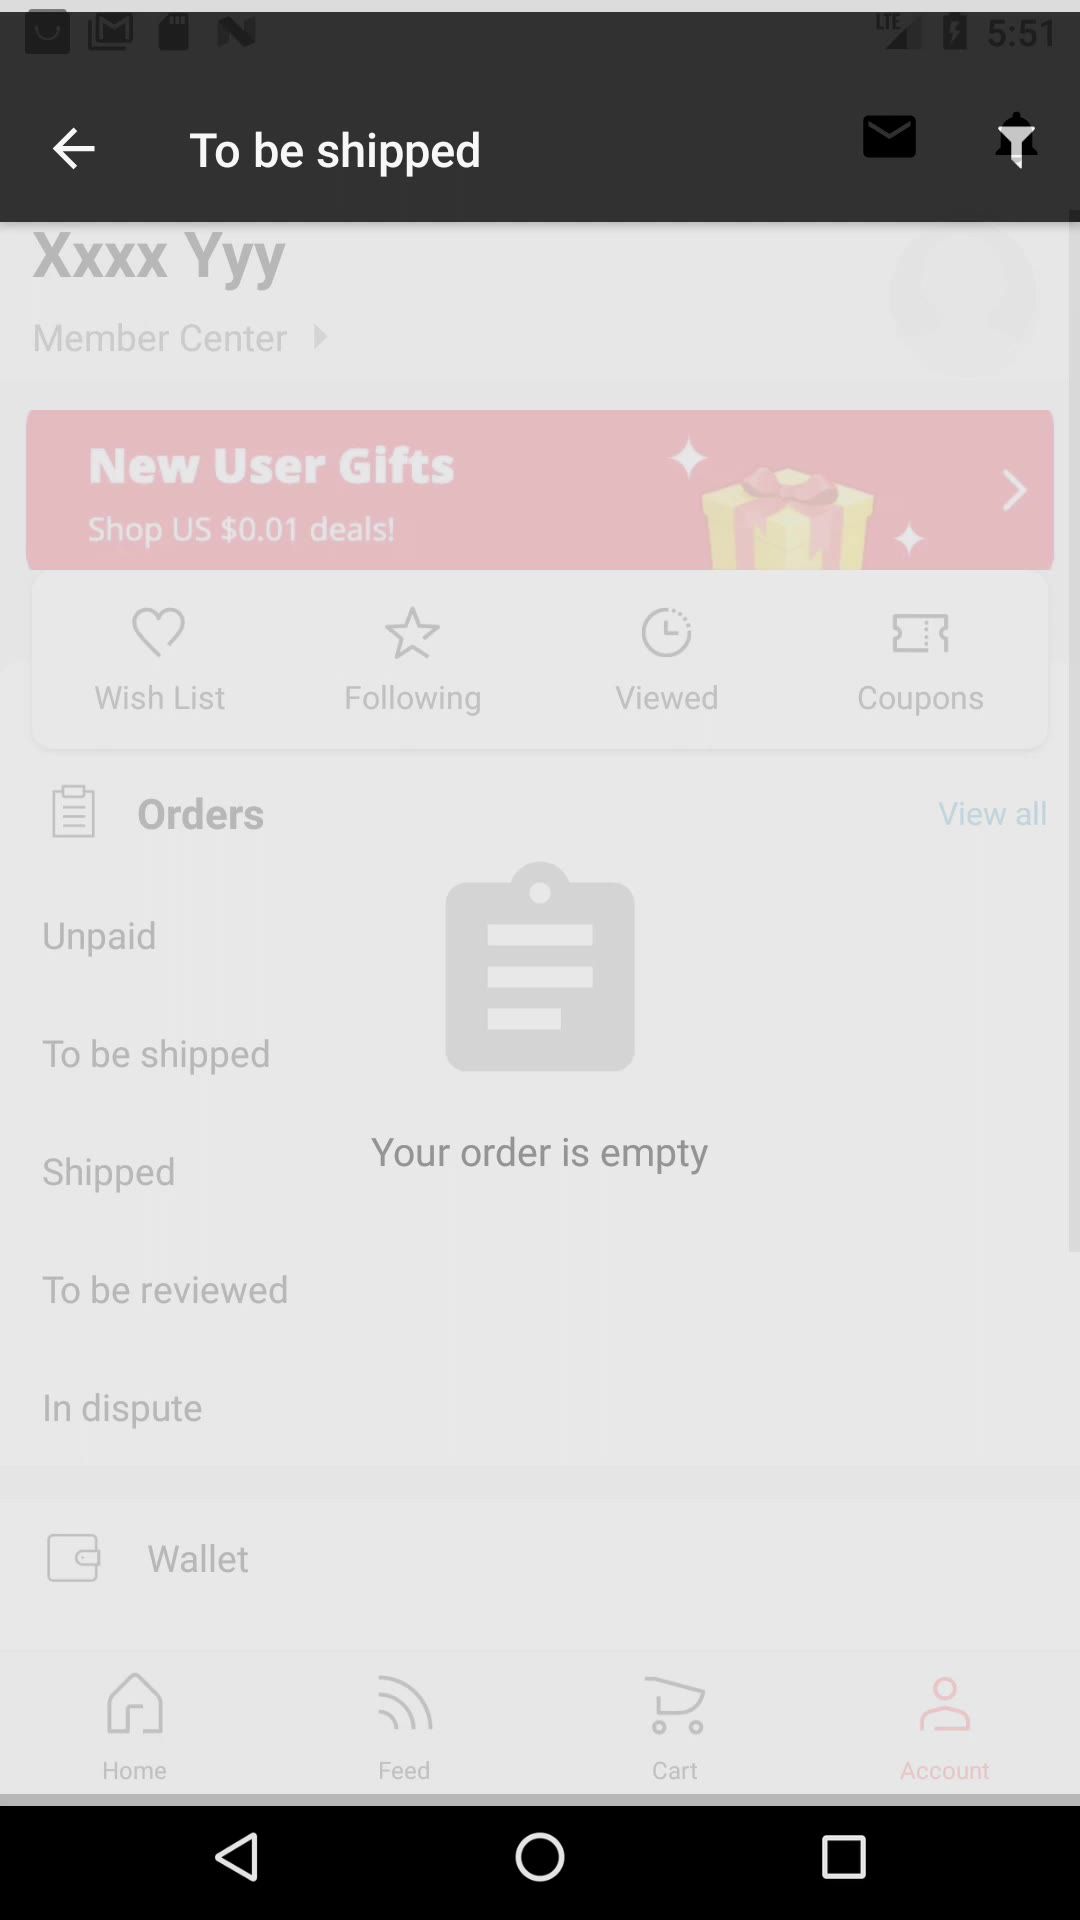 LTE 5:51
To be shipped
Xxxx Yyy
Member Center
New User Gifts
Shop US $0.01 deals!
Wish List Following Viewed Coupons
Orders View all
Unpaid
To be shipped
Your order is empty
Shipped
To be reviewed
In dispute
Wallet
Home Feed Cart Account